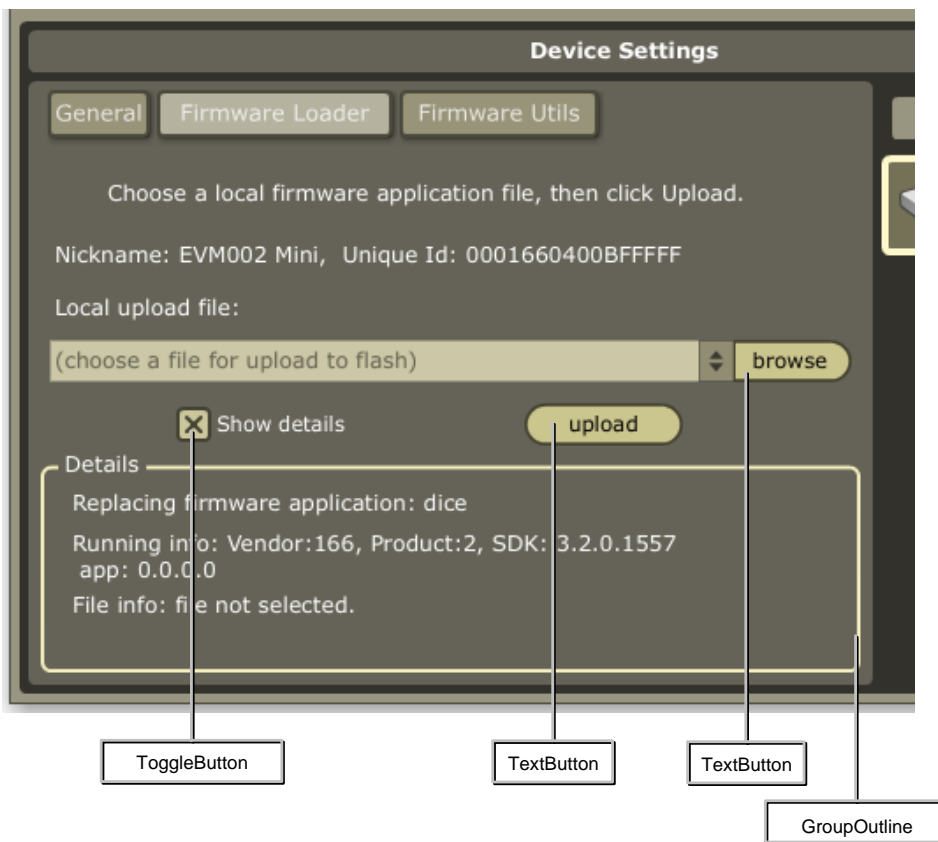 Device Settings
General Firmware Loader Firmware Utils
Choose a local firmware application file, then click Upload.
Nickname: EVM002 Mini, Unique Id: 0001660400BFFFFF
Local upload file:
(choose a file for upload to flash) browse
Show details upload
Details
Replacing firmware application: dice
Running info: Vendor:166, Product:2, SDK: 3.2.0.1557
app: 0.0.0.0
File info: file not selected.
ToggleButton TextButton TextButton
GroupOutline